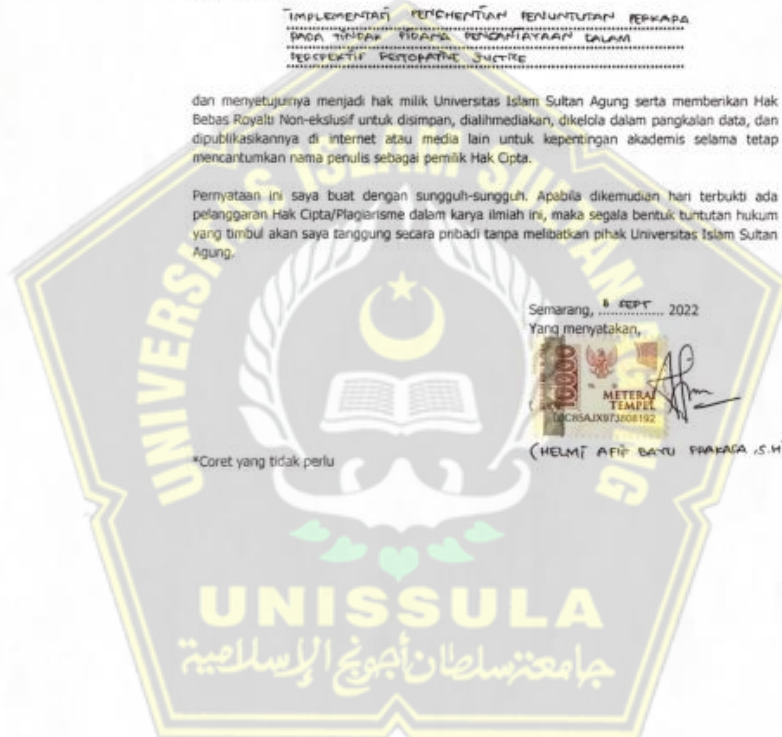 IMPLEMENTASI PENGHENTIAN PENUNTUTAN PERKARA
PADA TINDAK PIDANA PENGANIAYAAN DALAM
PERSPEKTIF RESTORATIVE JUSTICE
dan menyetujuinya menjadi hak milik Universitas Islam Sultan Agung serta memberikan Hak
Bebas Royalti Non-ekslusif untuk disimpan, dialihmediakan, dikelola dalam pangkalan data, dan
dipublikasikannya di internet atau media lain untuk kepentingan akademis selama tetap
mencantumkan nama penulis sebagai pemilik Hak Cipta.
Pernyataan ini saya buat dengan sungguh-sungguh. Apabila dikemudian hari terbukti ada
pelanggaran Hak Cipta/Plagiarisme dalam karya ilmiah ini, maka segala bentuk tuntutan hukum
yang timbul akan saya tanggung secara pribadi tanpa melibatkan pihak Universitas Islam Sultan
Agung.
Semarang, 8 SEPT 2022
Yang menyatakan,
10000
METERAI
TEMPEL
(HELMI AFIF BAYU PRAKASA, S.H
*Coret yang tidak perlu
UNIVERSITAS ISLAM SULTAN AGUNG
UNISSULA
جامعة سلطان أجونج الإسلامية